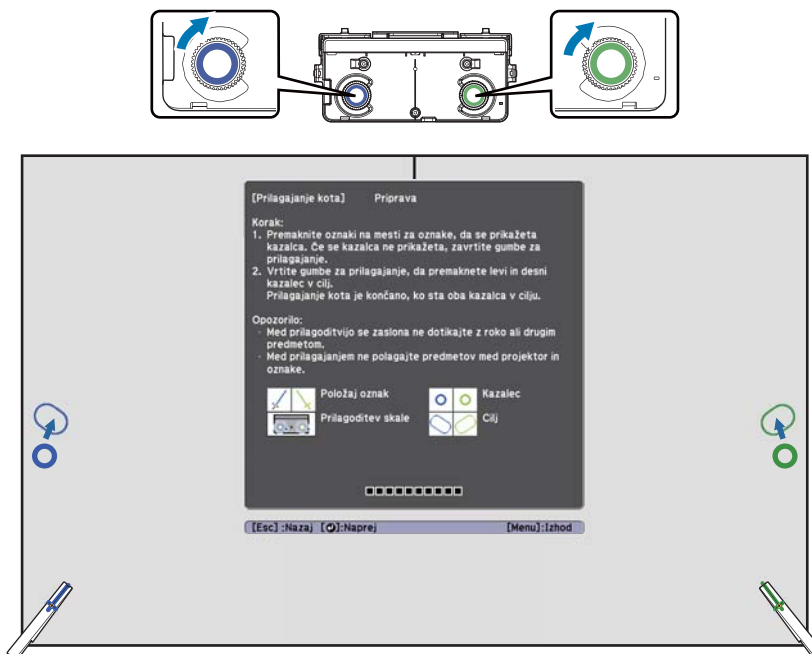 [Prilagajanje kota] Priprava
Korak:
1. Premaknite oznaki na mesti za oznake, da se prikažeta
kazalca. Če se kazalca ne prikažeta, zavrtite gumbe za
prilagajanje.
2. Vrtite gumbe za prilagajanje, da premaknete levi in desni
kazalec v cilj.
Prilagajanje kota je končano, ko sta oba kazalca v cilju.
Opozorilo:
· Med prilagoditvijo se zaslona ne dotikajte z roko ali drugim
predmetom.
· Med prilagajanjem ne polagajte predmetov med projektor in
oznake.
Položaj oznak
Kazalec
Prilagoditev skale
Cilj
[Esc] :Nazaj [⏎]:Naprej [Menu]:Izhod